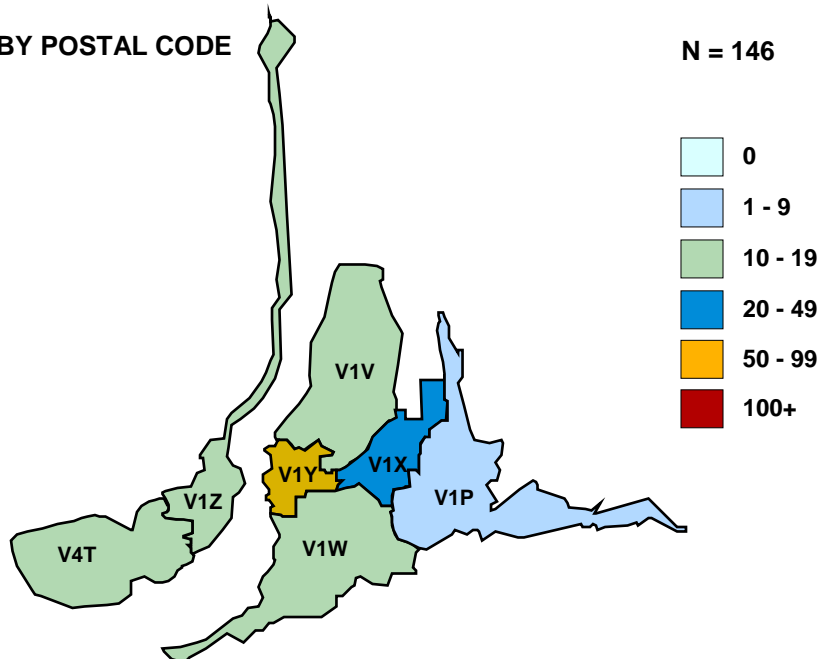 BY POSTAL CODE
N = 146
0
1 - 9
10 - 19
20 - 49
50 - 99
100+
V1V
V1X
V1Y
V1P
V1Z
V1W
V4T